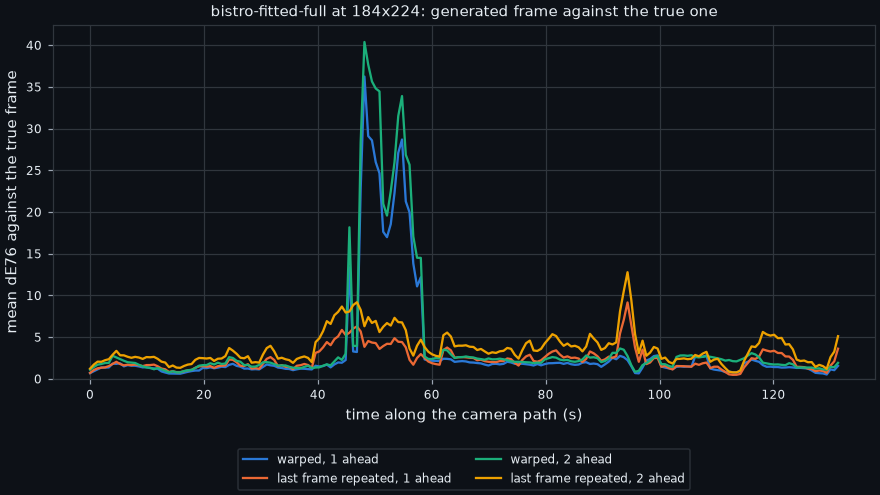 bistro-fitted-full at 184x224: generated frame against the true one
mean dE76 against the true frame
40
35
30
25
20
15
10
5
0
0 20 40 60 80 100 120
time along the camera path (s)
warped, 1 ahead warped, 2 ahead
last frame repeated, 1 ahead last frame repeated, 2 ahead